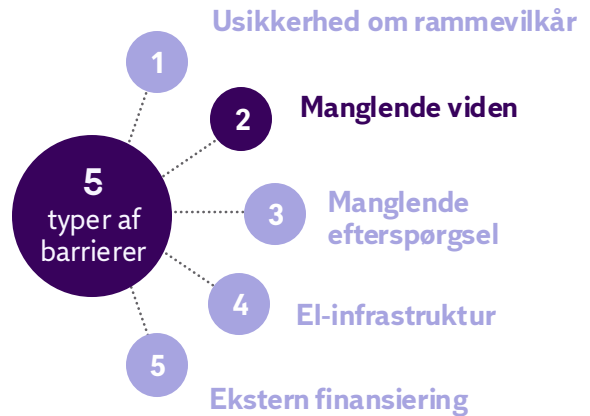 Usikkerhed om rammevilkår
1
2
Manglende viden
5
typer af
barrierer
3
Manglende
efterspørgsel
4
El-infrastruktur
5
Ekstern finansiering